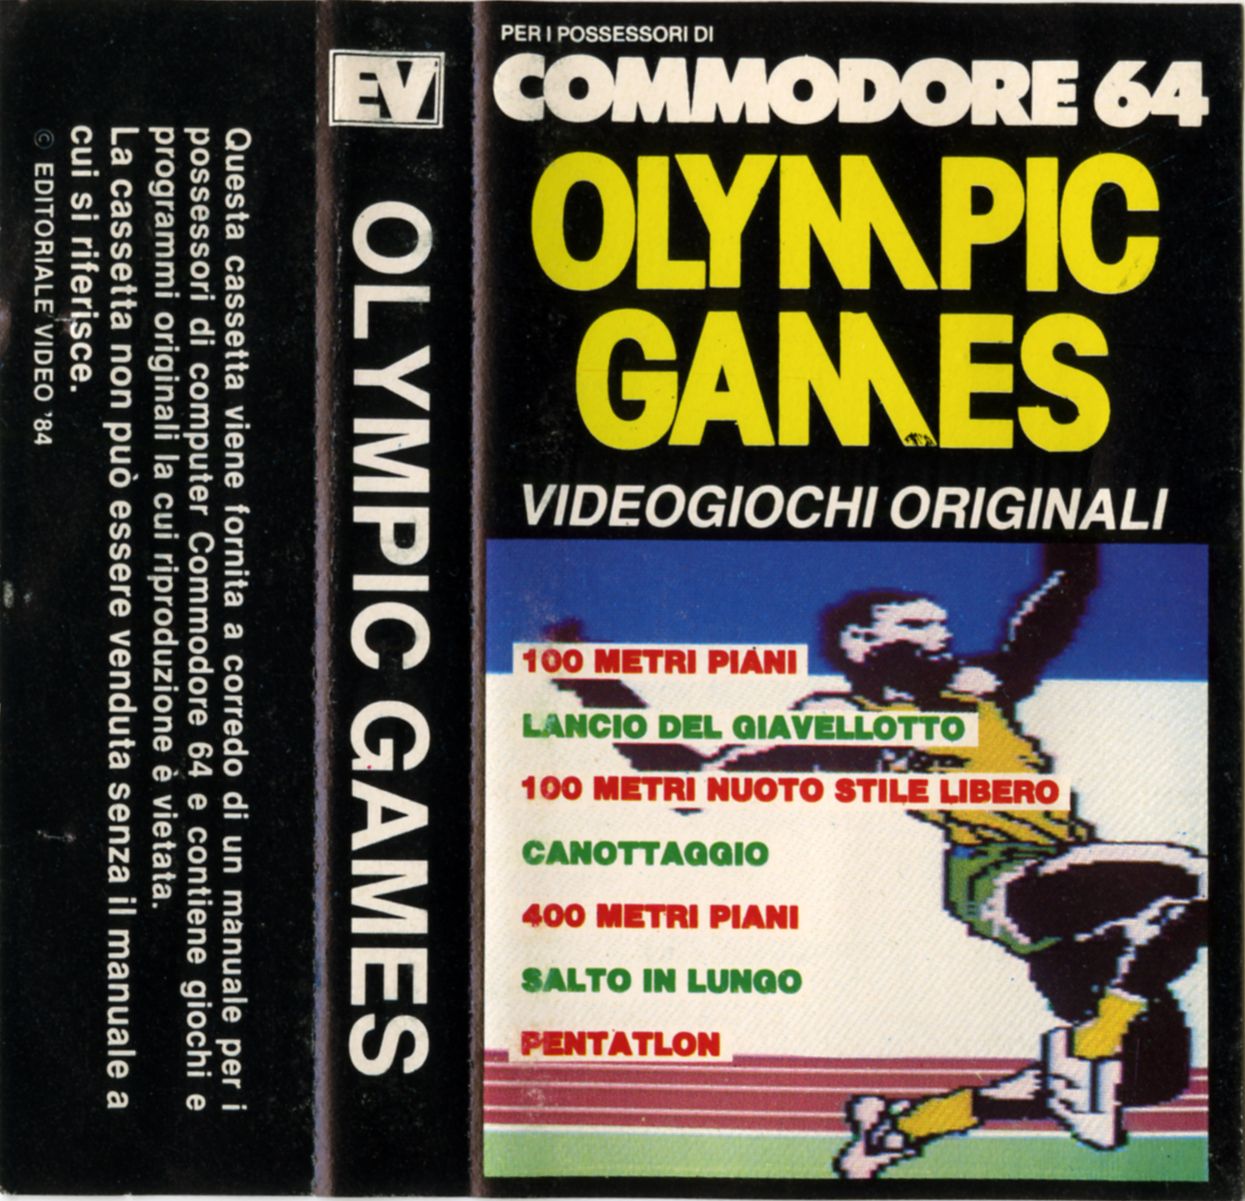 PER I POSSESSORI DI
COMMODORE 64
OLYMPIC
GAMES
VIDEOGIOCHI ORIGINALI
100 METRI PIANI
LANCIO DEL GIAVELLOTTO
100 METRI NUOTO STILE LIBERO
CANOTTAGGIO
400 METRI PIANI
SALTO IN LUNGO
PENTATLON
EV
OLYMPIC GAMES
Questa cassetta viene fornita a corredo di un manuale per i
possessori di computer Commodore 64 e contiene giochi e
programmi originali la cui riproduzione è vietata.
La cassetta non può essere venduta senza il manuale a
cui si riferisce.
© EDITORIALE VIDEO '84